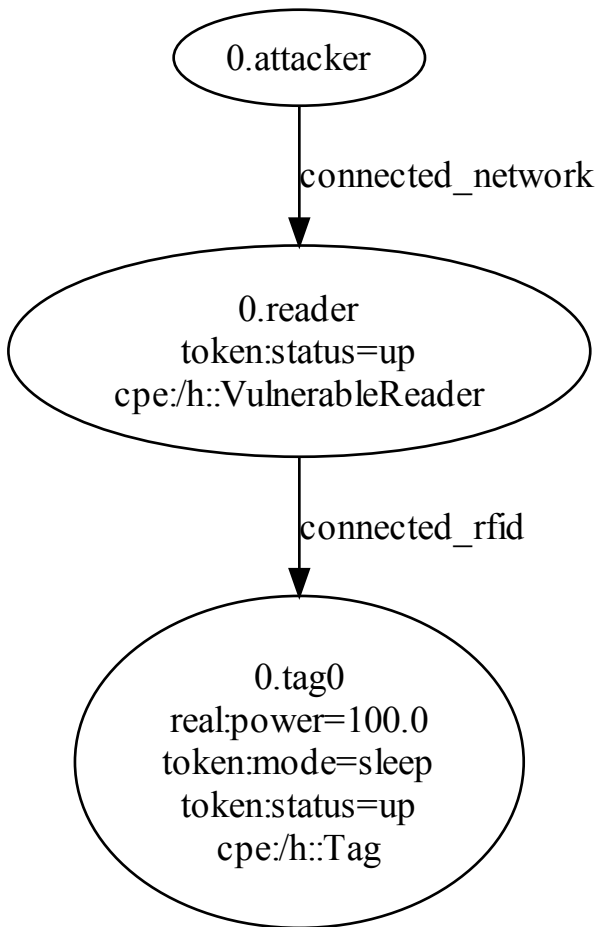 0.attacker
connected_network
0.reader
token:status=up
cpe:/h::VulnerableReader
connected_rfid
0.tag0
real:power=100.0
token:mode=sleep
token:status=up
cpe:/h::Tag